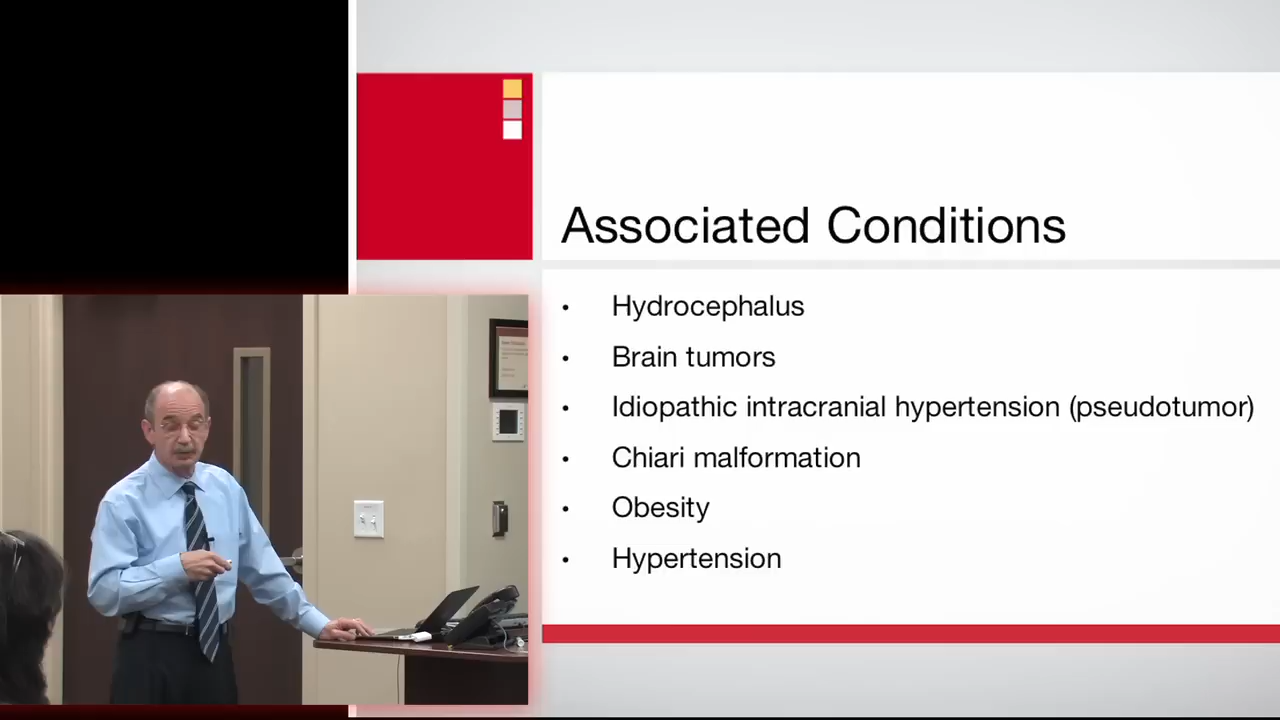 Associated Conditions
• Hydrocephalus
• Brain tumors
• Idiopathic intracranial hypertension (pseudotumor)
• Chiari malformation
• Obesity
• Hypertension